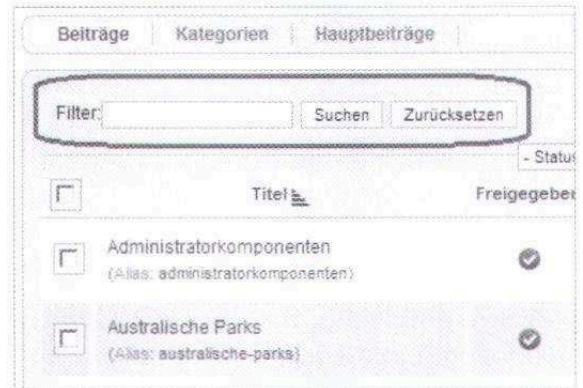 Beiträge Kategorien Hauptbeiträge
Filter: Suchen Zurücksetzen
- Status
Titel Freigegeben
Administratorkomponenten
(Alias: administratorkomponenten)
Australische Parks
(Alias: australische-parks)